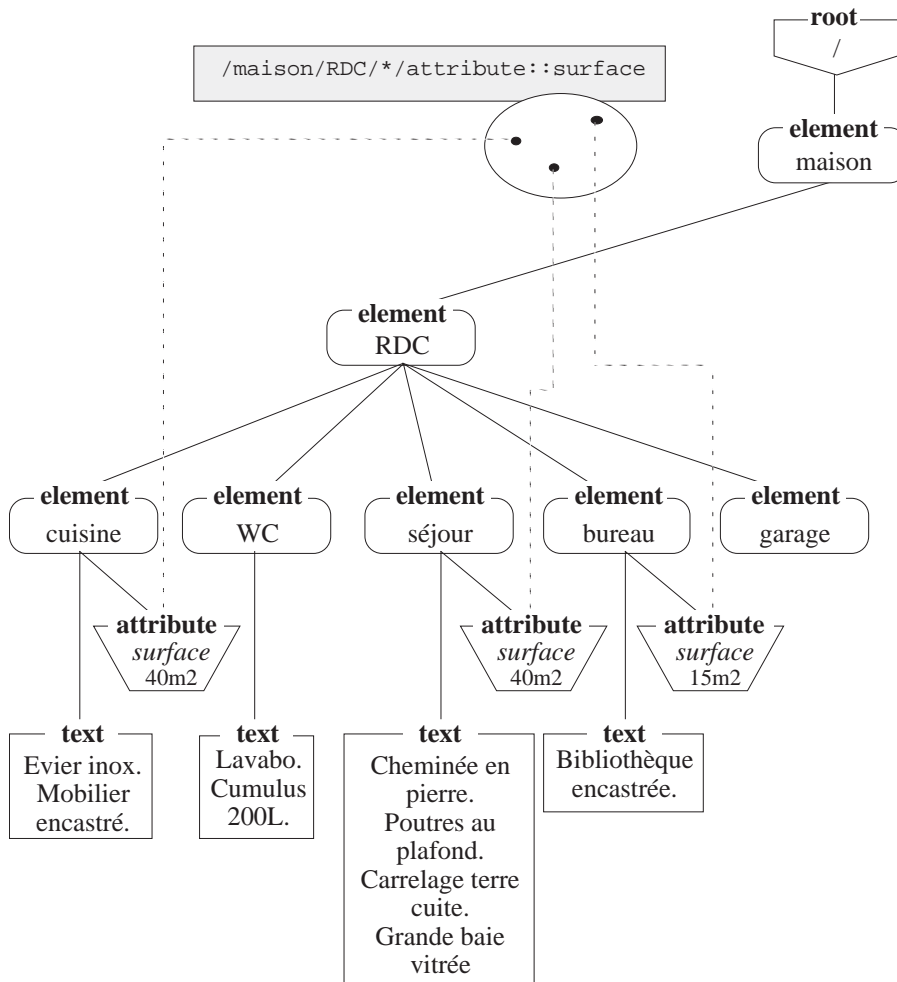 root
/
/maison/RDC/*/attribute::surface
element
maison
element
RDC
element
cuisine
element
WC
element
séjour
element
bureau
element
garage
attribute
surface
40m2
attribute
surface
40m2
attribute
surface
15m2
text
Evier inox.
Mobilier
encastré.
text
Lavabo.
Cumulus
200L.
text
Cheminée en
pierre.
Poutres au
plafond.
Carrelage terre
cuite.
Grande baie
vitrée
text
Bibliothèque
encastrée.